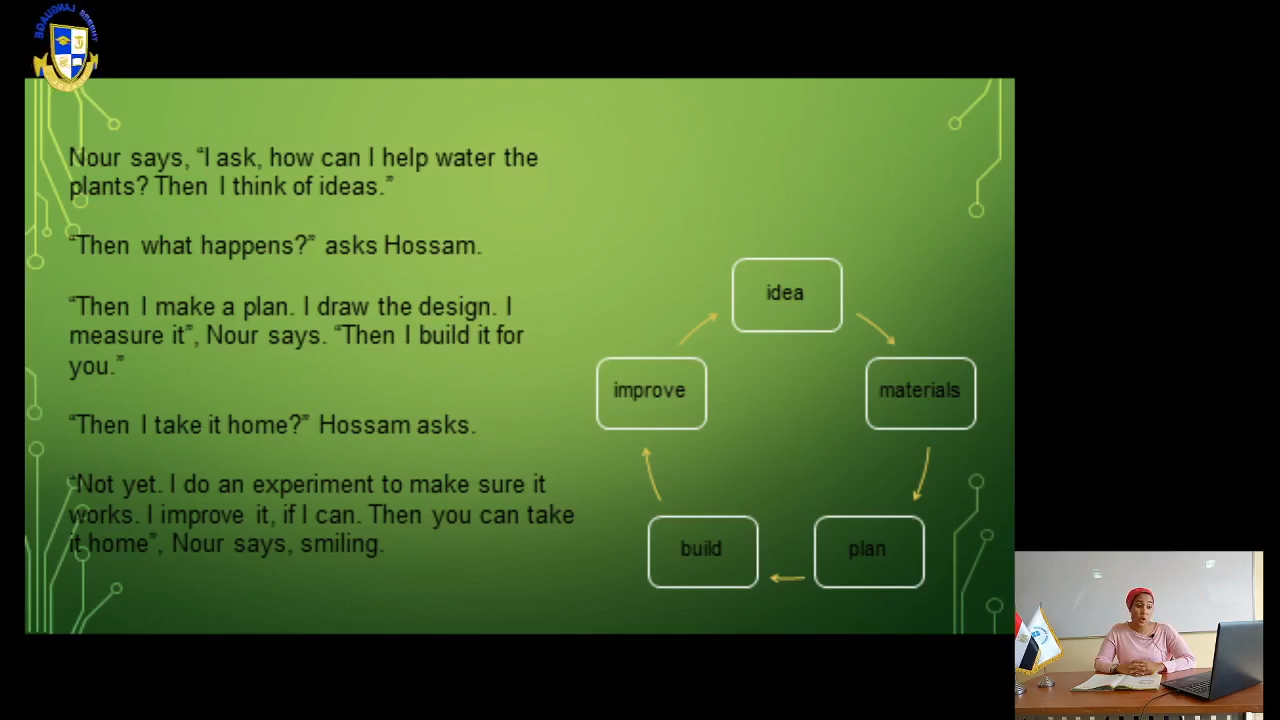 Nour says, “I ask, how can I help water the
plants? Then I think of ideas.”
“Then what happens?” asks Hossam.
“Then I make a plan. I draw the design. I
measure it”, Nour says. “Then I build it for
you.”
“Then I take it home?” Hossam asks.
“Not yet. I do an experiment to make sure it
works. I improve it, if I can. Then you can take
it home”, Nour says, smiling.
idea
materials
plan
build
improve